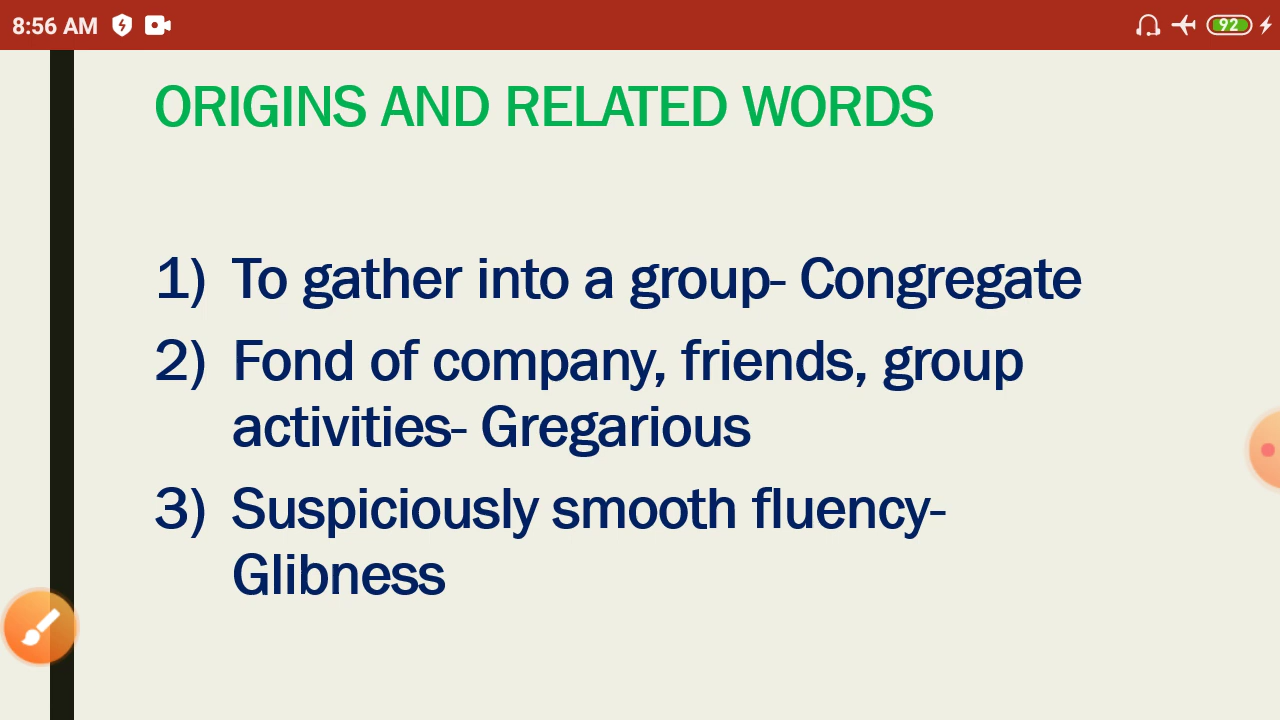 8:56 AM
92
ORIGINS AND RELATED WORDS
1) To gather into a group- Congregate
2) Fond of company, friends, group
activities- Gregarious
3) Suspiciously smooth fluency-
Glibness